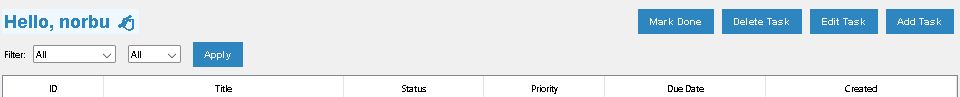 Hello, norbu
Mark Done Delete Task Edit Task Add Task
Filter: All All Apply
ID Title Status Priority Due Date Created